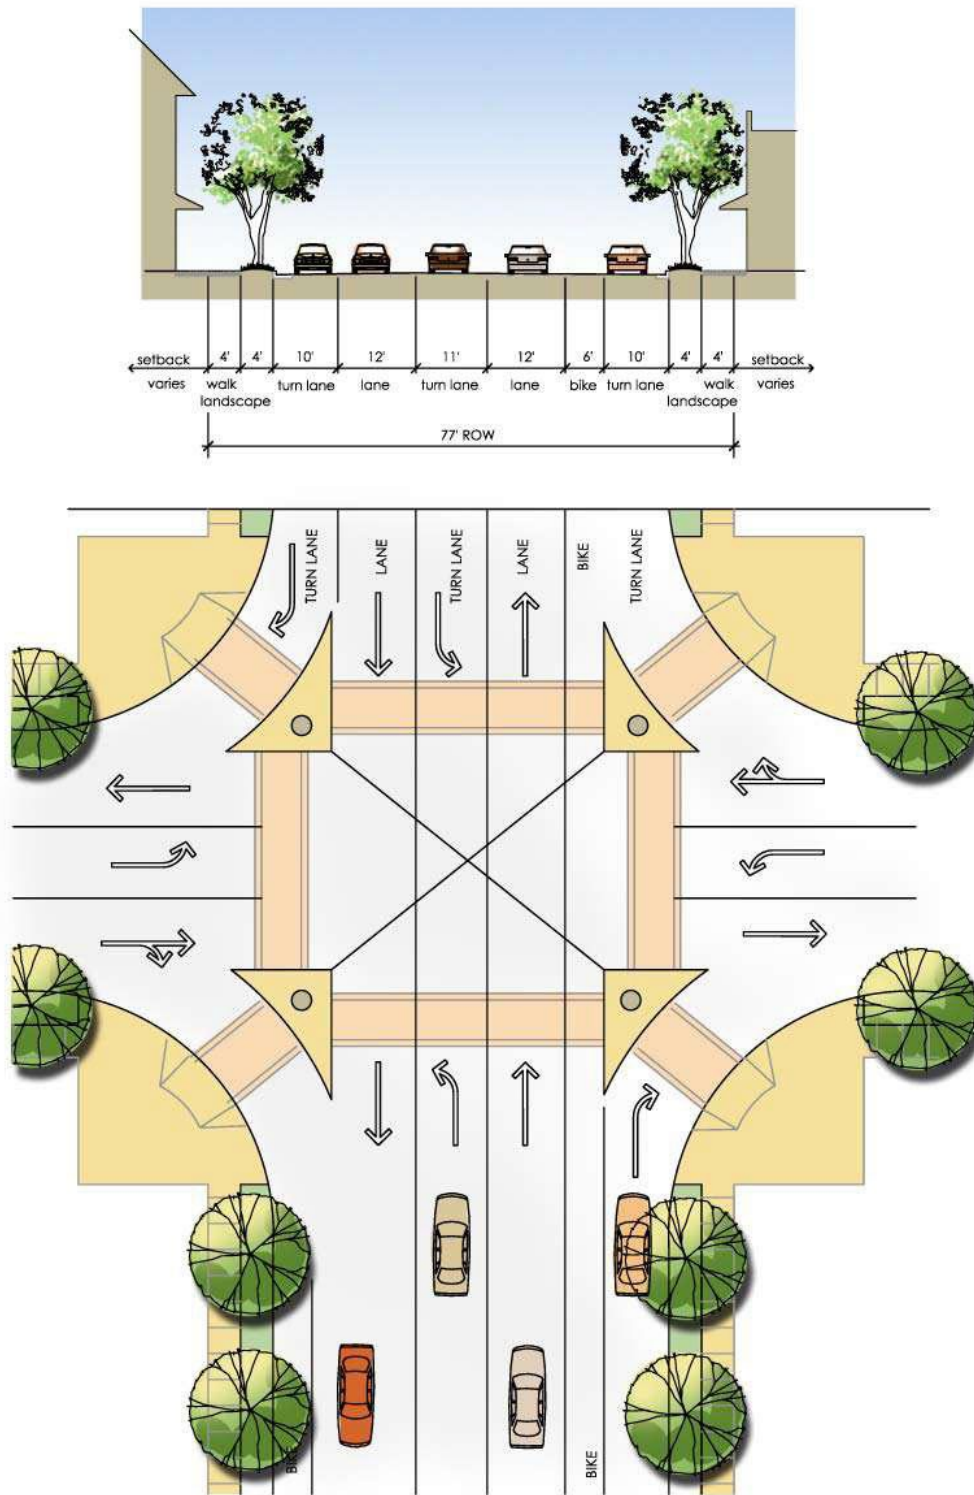 4' 4' 10' 12' 11' 12' 6' 10' 4' 4'
setback walk turn lane lane turn lane lane bike turn lane walk setback
varies landscape landscape varies
77' ROW
TURN LANE
LANE
TURN LANE
LANE
BIKE
TURN LANE
BIKE
BIKE